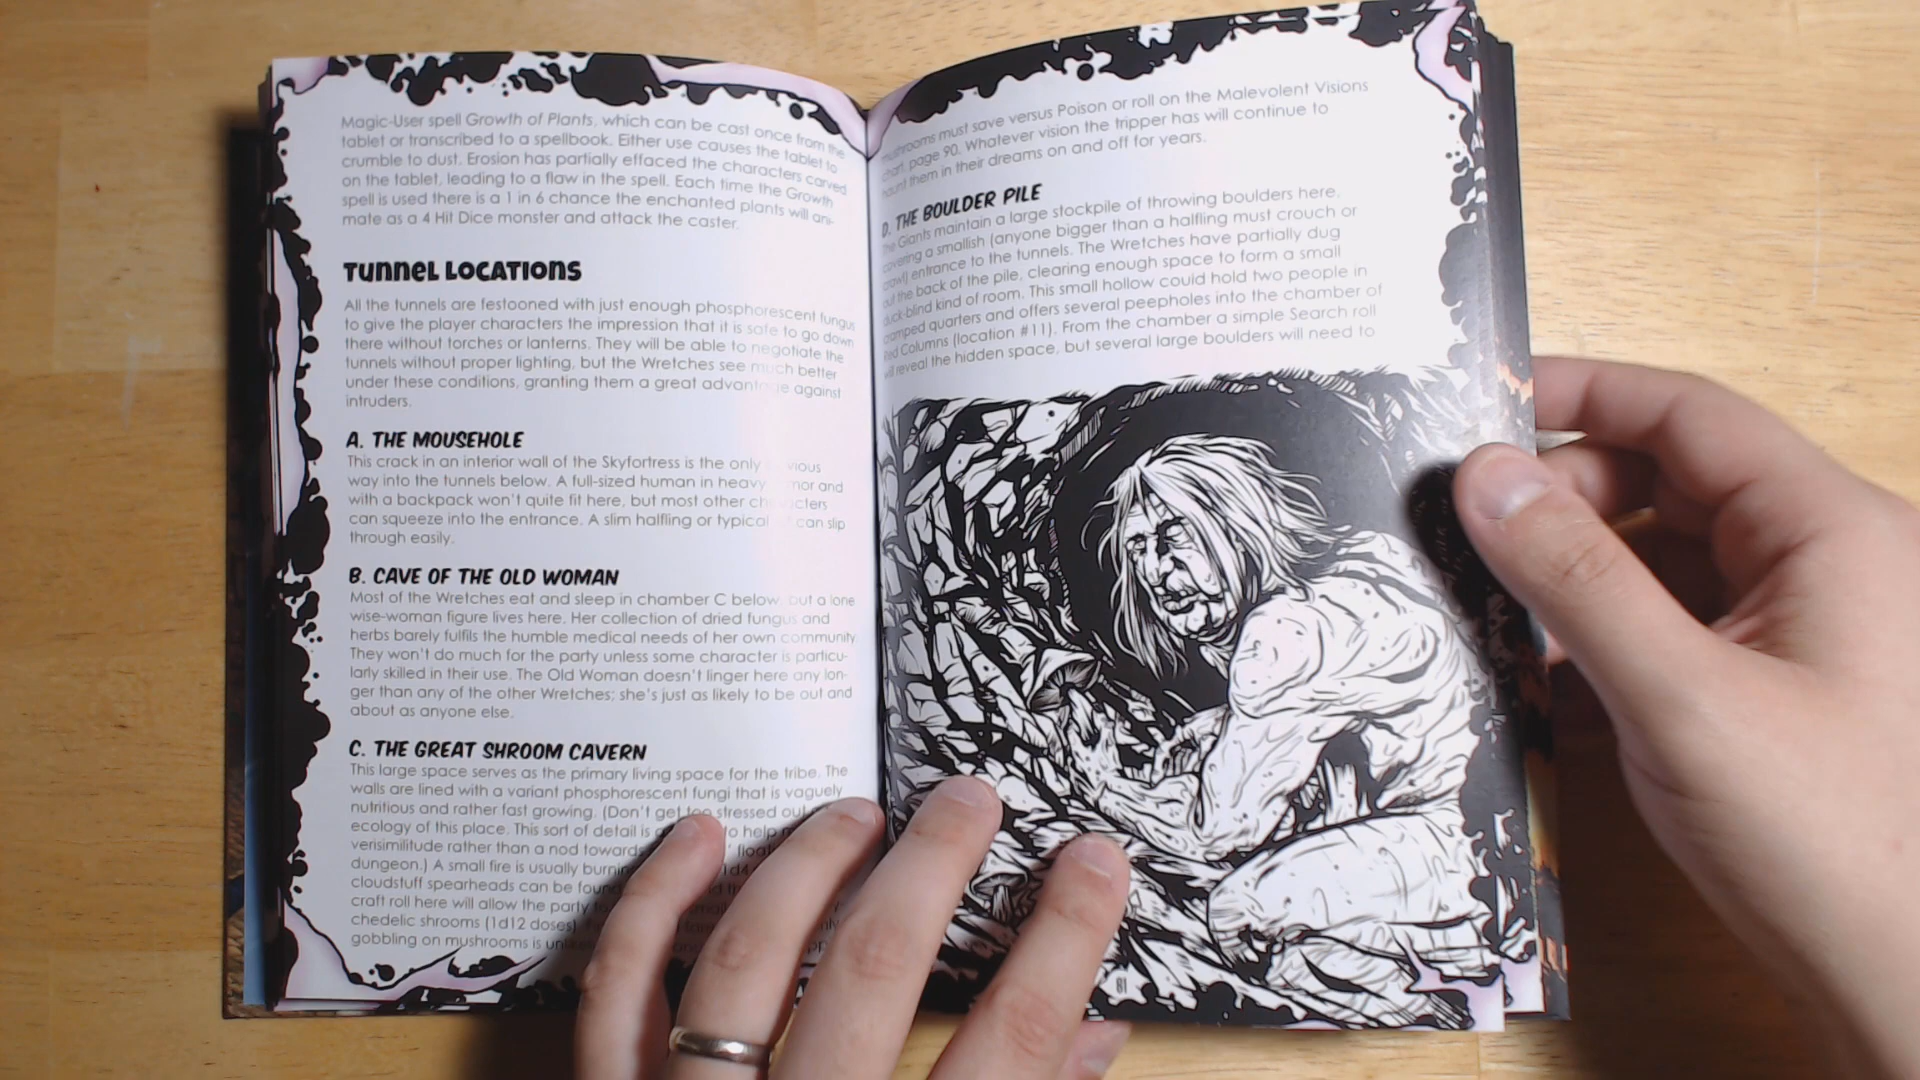 Magic-User spell Growth of Plants, which can be cast once from the
tablet or transcribed to a spellbook. Either use causes the tablet to
crumble to dust. Erosion has partially effaced the characters carved
on the tablet, leading to a flaw in the spell. Each time the Growth
spell is used there is a 1 in 6 chance the enchanted plants will ani-
mate as a 4 Hit Dice monster and attack the caster.
TUNNEL LOCATIONS
All the tunnels are festooned with just enough phosphorescent fungus
to give the player characters the impression that it is safe to go down
there without torches or lanterns. They will be able to negotiate the
tunnels without proper lighting, but the Wretches see much better
under these conditions, granting them a great advantage against
intruders.
A. THE MOUSEHOLE
This crack in an interior wall of the Skyfortress is the only
way into the tunnels below. A full-sized human in heavy and
with a backpack won't quite fit here, but most other characters
can squeeze into the entrance. A slim halfling or typical can slip
through easily.
B. CAVE OF THE OLD WOMAN
Most of the Wretches eat and sleep in chamber C below, but a lone
wise-woman figure lives here. Her collection of dried fungus and
herbs barely fulfils the humble medical needs of her own community.
They won't do much for the party unless some character is particu-
larly skilled in their use. The Old Woman doesn't linger here any lon-
ger than any of the other Wretches; she's just as likely to be out and
about as anyone else.
C. THE GREAT SHROOM CAVERN
This large space serves as the primary living space for the tribe. The
walls are lined with a variant phosphorescent fungi that is vaguely
nutritious and rather fast growing. (Don't get too stressed out
ecology of this place. This sort of detail is to help
verisimilitude rather than a nod towards
dungeon.) A small fire is usually burning 1d4
cloudstuff spearheads can be found
craft roll here will allow the party
chedelic shrooms (1d12 doses)
gobbling on mushrooms is
mushrooms must save versus Poison or roll on the Malevolent Visions
chart, page 90. Whatever vision the tripper has will continue to
haunt them in their dreams on and off for years.
D. THE BOULDER PILE
The Giants maintain a large stockpile of throwing boulders here,
covering a smallish (anyone bigger than a halfling must crouch or
crawl) entrance to the tunnels. The Wretches have partially dug
out the back of the pile, clearing enough space to form a small
duck-blind kind of room. This small hollow could hold two people in
cramped quarters and offers several peepholes into the chamber of
Red Columns (location #11). From the chamber a simple Search roll
will reveal the hidden space, but several large boulders will need to
81